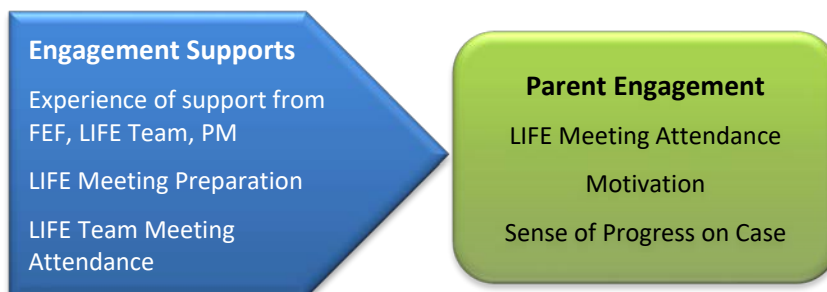 Engagement Supports
Experience of support from
FEF, LIFE Team, PM
LIFE Meeting Preparation
LIFE Team Meeting
Attendance
Parent Engagement
LIFE Meeting Attendance
Motivation
Sense of Progress on Case